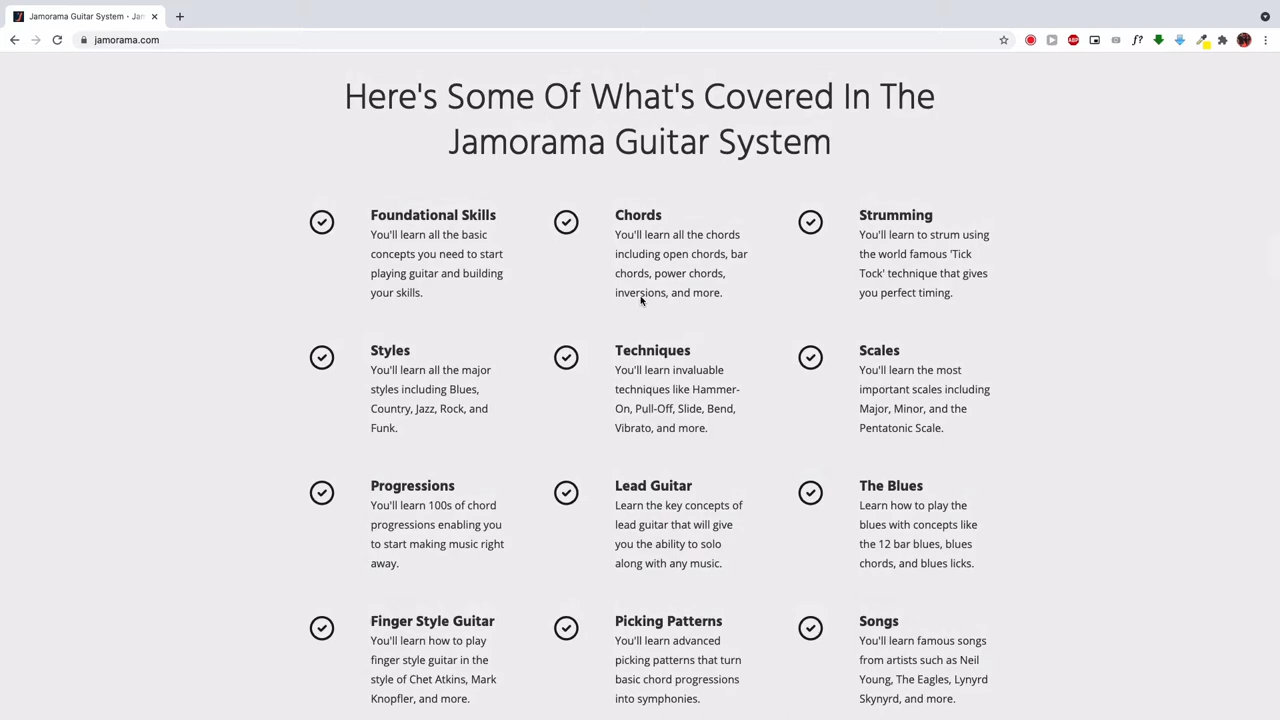 Jamorama Guitar System - Jam
jamorama.com
Here's Some Of What's Covered In The
Jamorama Guitar System
Foundational Skills
You'll learn all the basic
concepts you need to start
playing guitar and building
your skills.
Chords
You'll learn all the chords
including open chords, bar
chords, power chords,
inversions, and more.
Strumming
You'll learn to strum using
the world famous 'Tick
Tock' technique that gives
you perfect timing.
Styles
You'll learn all the major
styles including Blues,
Country, Jazz, Rock, and
Funk.
Techniques
You'll learn invaluable
techniques like Hammer-
On, Pull-Off, Slide, Bend,
Vibrato, and more.
Scales
You'll learn the most
important scales including
Major, Minor, and the
Pentatonic Scale.
Progressions
You'll learn 100s of chord
progressions enabling you
to start making music right
away.
Lead Guitar
Learn the key concepts of
lead guitar that will give
you the ability to solo
along with any music.
The Blues
Learn how to play the
blues with concepts like
the 12 bar blues, blues
chords, and blues licks.
Finger Style Guitar
You'll learn how to play
finger style guitar in the
style of Chet Atkins, Mark
Knopfler, and more.
Picking Patterns
You'll learn advanced
picking patterns that turn
basic chord progressions
into symphonies.
Songs
You'll learn famous songs
from artists such as Neil
Young, The Eagles, Lynyrd
Skynyrd, and more.